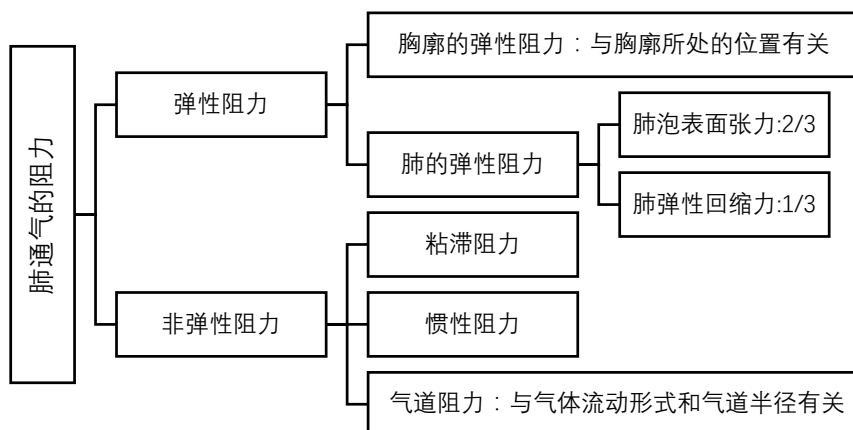 肺通气的阻力
弹性阻力
胸廓的弹性阻力：与胸廓所处的位置有关
肺的弹性阻力
肺泡表面张力:2/3
肺弹性回缩力:1/3
非弹性阻力
粘滞阻力
惯性阻力
气道阻力：与气体流动形式和气道半径有关